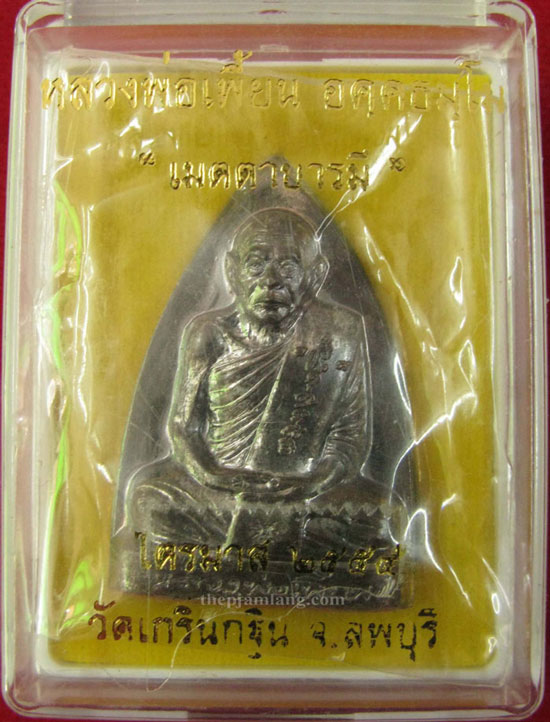 หลวงพ่อเพี้ยน อคฺคธมฺโม
" เมตตาบารมี "
ไตรมาส ๒๕๕๔
thepjamlang.com
วัดเกริ่นกฐิน จ.ลพบุรี